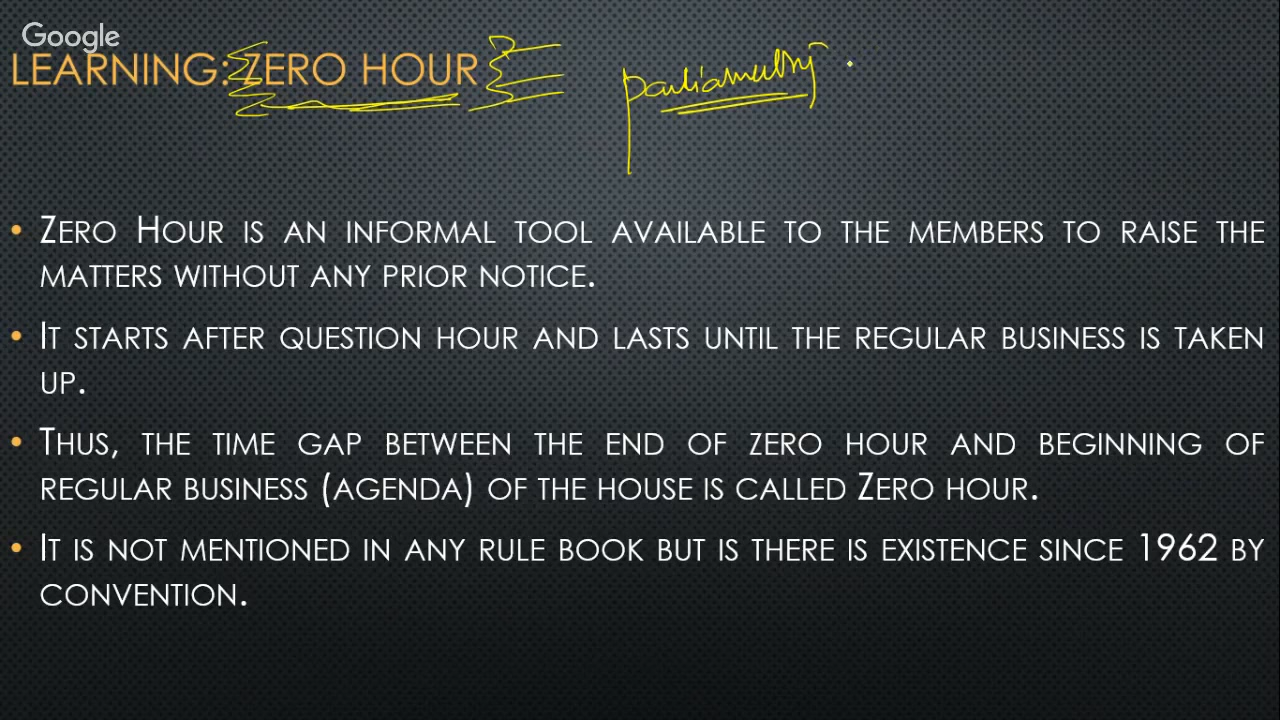 Google
LEARNING: ZERO HOUR
parliamentry
• ZERO HOUR IS AN INFORMAL TOOL AVAILABLE TO THE MEMBERS TO RAISE THE
MATTERS WITHOUT ANY PRIOR NOTICE.
• IT STARTS AFTER QUESTION HOUR AND LASTS UNTIL THE REGULAR BUSINESS IS TAKEN
UP.
• THUS, THE TIME GAP BETWEEN THE END OF ZERO HOUR AND BEGINNING OF
REGULAR BUSINESS (AGENDA) OF THE HOUSE IS CALLED ZERO HOUR.
• IT IS NOT MENTIONED IN ANY RULE BOOK BUT IS THERE IS EXISTENCE SINCE 1962 BY
CONVENTION.